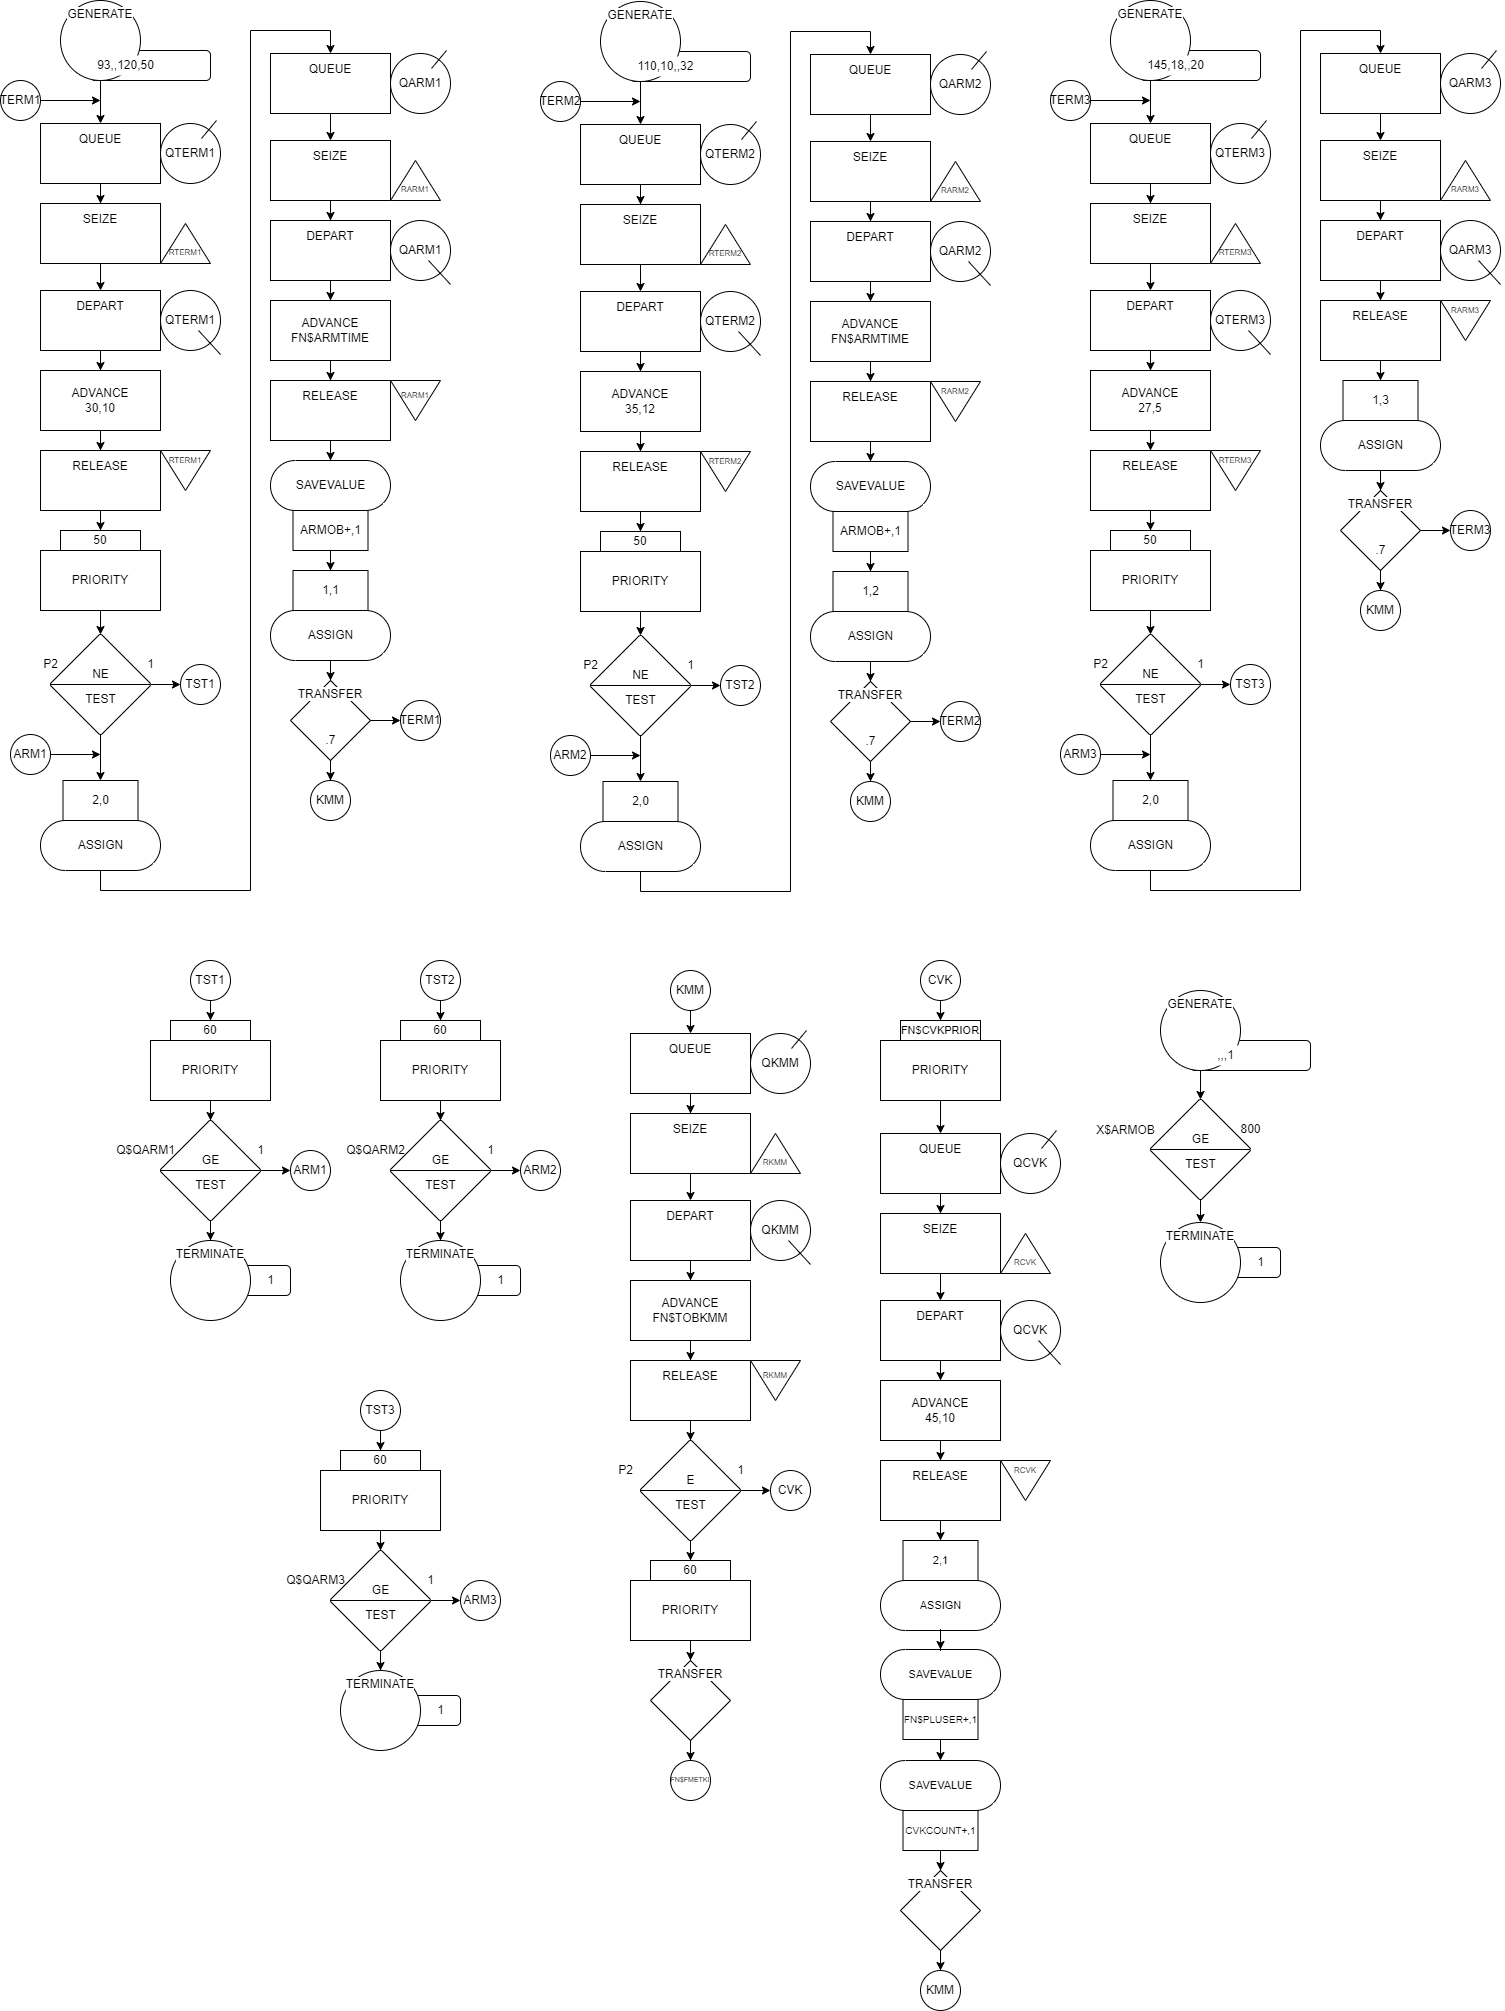 GENERATE
93,,120,50
TERM1
QUEUE
QTERM1
SEIZE
RTERM1
DEPART
QTERM1
ADVANCE
30,10
RELEASE
RTERM1
50
PRIORITY
P2
NE
1
TEST
TST1
ARM1
2,0
ASSIGN
QUEUE
QARM1
SEIZE
RARM1
DEPART
QARM1
ADVANCE
FN$ARMTIME
RELEASE
RARM1
SAVEVALUE
ARMOB+,1
1,1
ASSIGN
TRANSFER
.7
TERM1
KMM
GENERATE
110,10,,32
TERM2
QUEUE
QTERM2
SEIZE
RTERM2
DEPART
QTERM2
ADVANCE
35,12
RELEASE
RTERM2
50
PRIORITY
P2
NE
1
TEST
TST2
ARM2
2,0
ASSIGN
QUEUE
QARM2
SEIZE
RARM2
DEPART
QARM2
ADVANCE
FN$ARMTIME
RELEASE
RARM2
SAVEVALUE
ARMOB+,1
1,2
ASSIGN
TRANSFER
.7
TERM2
KMM
GENERATE
145,18,,20
TERM3
QUEUE
QTERM3
SEIZE
RTERM3
DEPART
QTERM3
ADVANCE
27,5
RELEASE
RTERM3
50
PRIORITY
P2
NE
1
TEST
TST3
ARM3
2,0
ASSIGN
QUEUE
QARM3
SEIZE
RARM3
DEPART
QARM3
RELEASE
RARM3
1,3
ASSIGN
TRANSFER
.7
TERM3
KMM
TST1
60
PRIORITY
Q$QARM1
GE
1
TEST
ARM1
TERMINATE
1
TST2
60
PRIORITY
Q$QARM2
GE
1
TEST
ARM2
TERMINATE
1
TST3
60
PRIORITY
Q$QARM3
GE
1
TEST
ARM3
TERMINATE
1
KMM
QUEUE
QKMM
SEIZE
RKMM
DEPART
QKMM
ADVANCE
FN$TOBKMM
RELEASE
RKMM
P2
E
1
TEST
CVK
60
PRIORITY
TRANSFER
FN$FMETKI
CVK
FN$CVKPRIOR
PRIORITY
QUEUE
QCVK
SEIZE
RCVK
DEPART
QCVK
ADVANCE
45,10
RELEASE
RCVK
2,1
ASSIGN
SAVEVALUE
FN$PLUSER+,1
SAVEVALUE
CVKCOUNT+,1
TRANSFER
KMM
GENERATE
,,,1
X$ARMOB
GE
800
TEST
TERMINATE
1